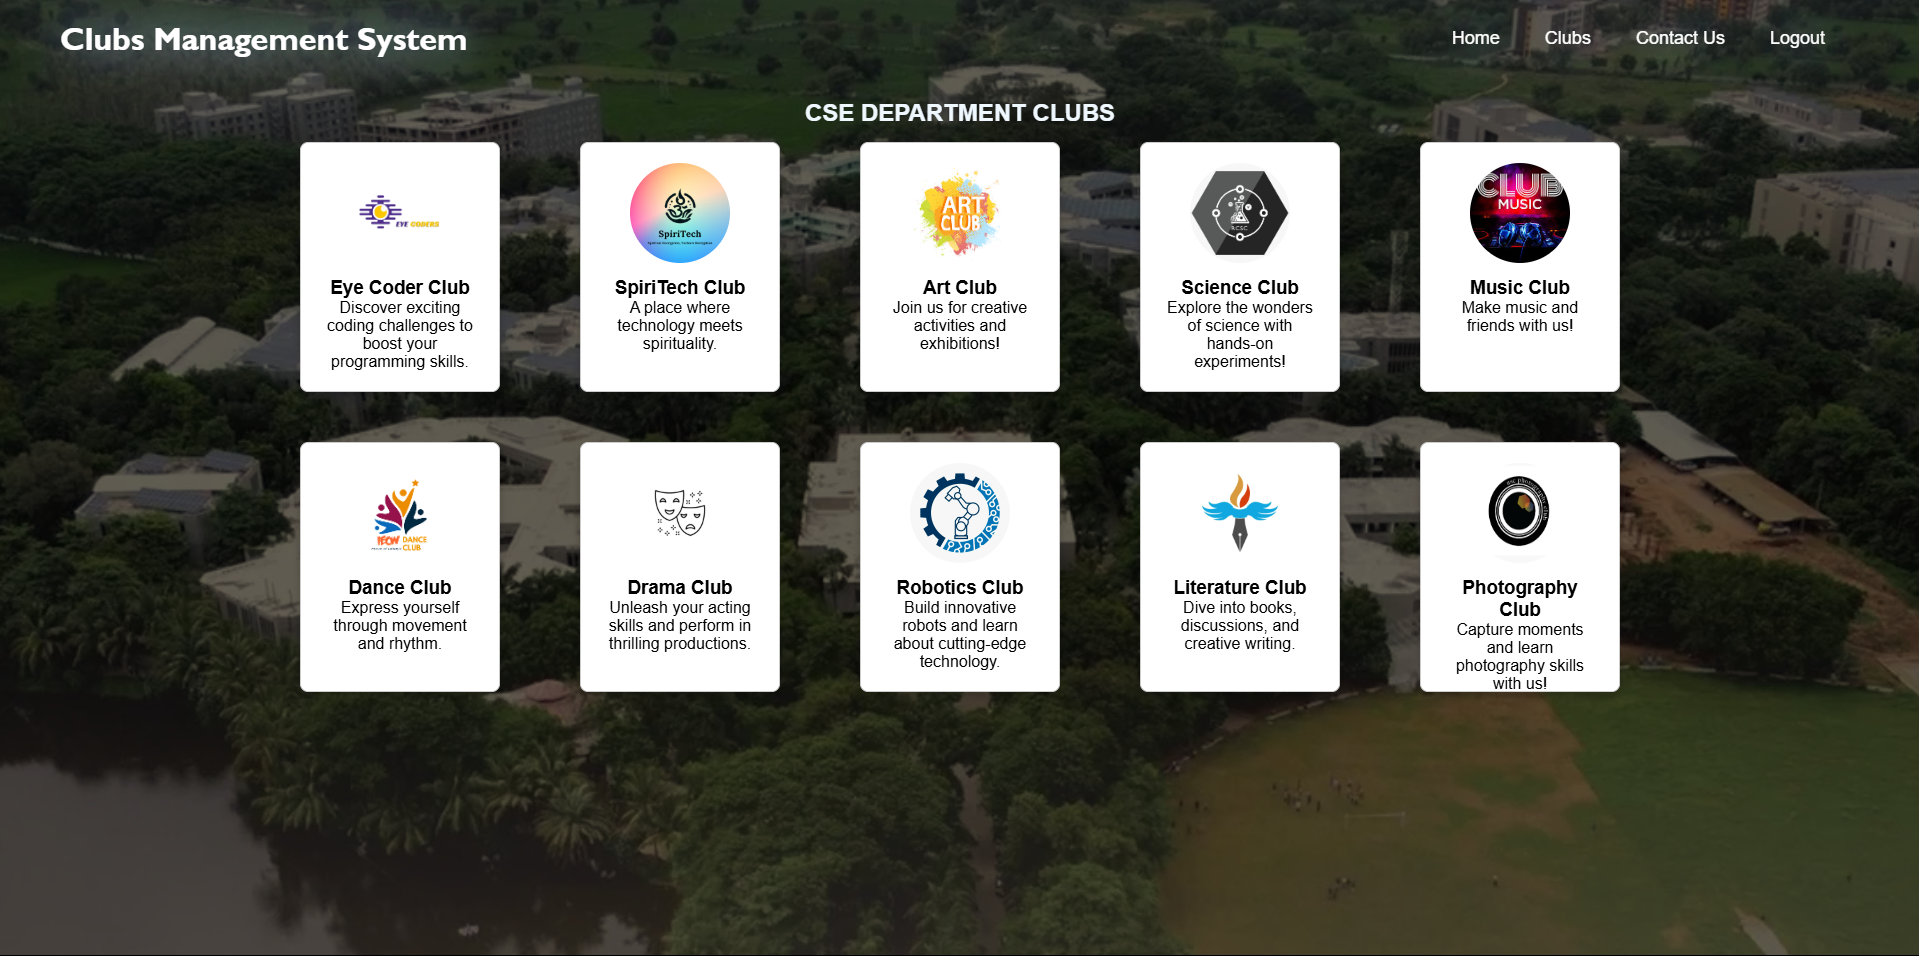 Clubs Management System
Home
Clubs
Contact Us
Logout
CSE DEPARTMENT CLUBS
EYE CODERS
Eye Coder Club
Discover exciting
coding challenges to
boost your
programming skills.
SpiriTech
SpiriTech Club
A place where
technology meets
spirituality.
ART
CLUB
Art Club
Join us for creative
activities and
exhibitions!
RCSC
Science Club
Explore the wonders
of science with
hands-on
experiments!
CLUB
MUSIC
Music Club
Make music and
friends with us!
DANCE
CLUB
Dance Club
Express yourself
through movement
and rhythm.
Drama Club
Unleash your acting
skills and perform in
thrilling productions.
Robotics Club
Build innovative
robots and learn
about cutting-edge
technology.
Literature Club
Dive into books,
discussions, and
creative writing.
Photography
Club
Capture moments
and learn
photography skills
with us!